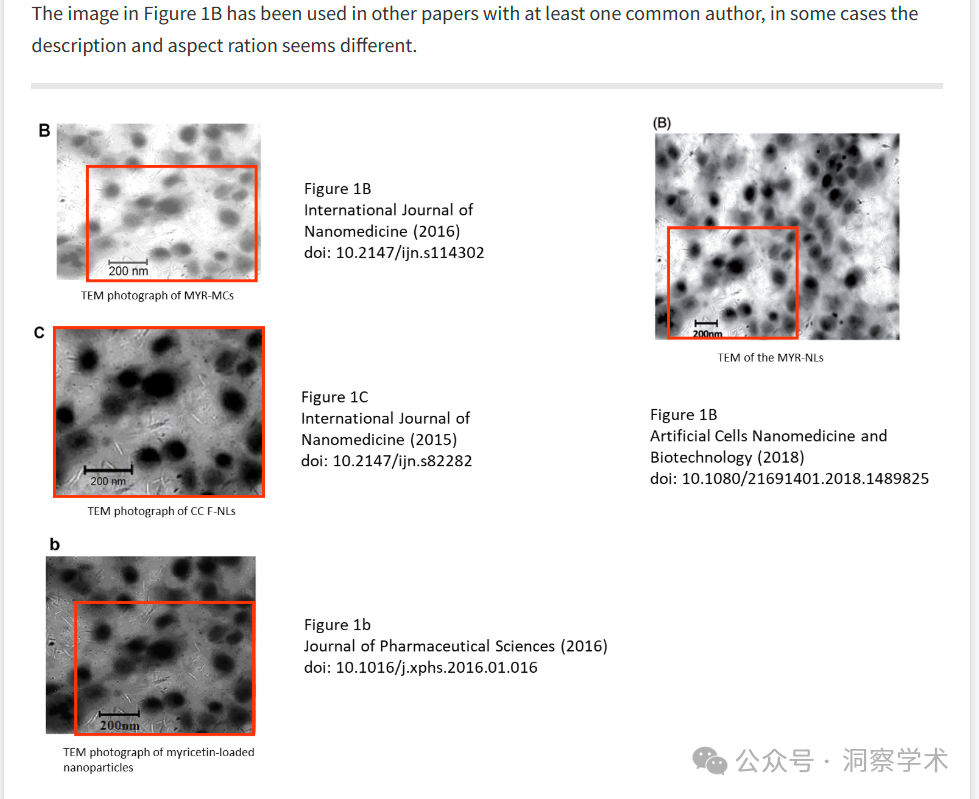 The image in Figure 1B has been used in other papers with at least one common author, in some cases the
description and aspect ration seems different.
B
200 nm
TEM photograph of MYR-MCs
Figure 1B
International Journal of
Nanomedicine (2016)
doi: 10.2147/ijn.s114302
(B)
200nm
TEM of the MYR-NLs
Figure 1B
Artificial Cells Nanomedicine and
Biotechnology (2018)
doi: 10.1080/21691401.2018.1489825
C
200 nm
TEM photograph of CC F-NLs
Figure 1C
International Journal of
Nanomedicine (2015)
doi: 10.2147/ijn.s82282
b
200nm
TEM photograph of myricetin-loaded
nanoparticles
Figure 1b
Journal of Pharmaceutical Sciences (2016)
doi: 10.1016/j.xphs.2016.01.016
公众号 · 洞察学术